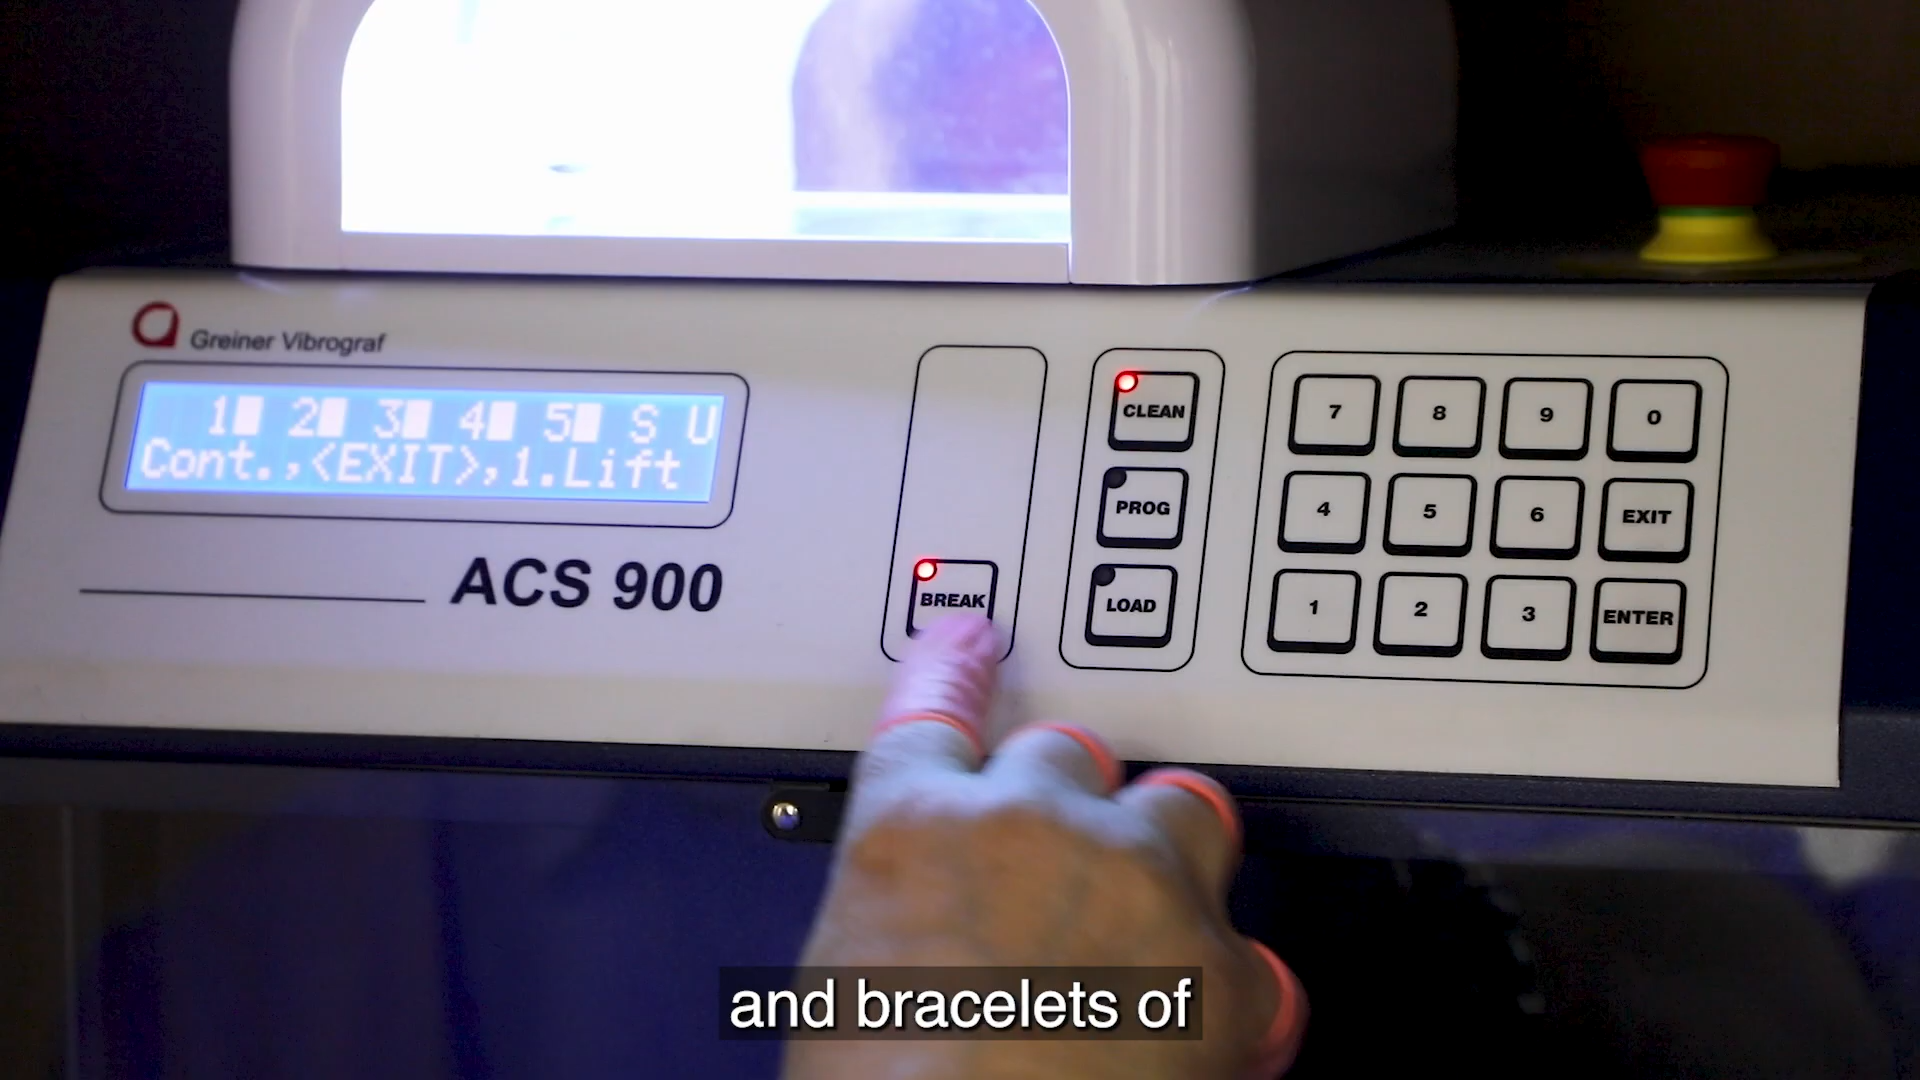 Greiner Vibrograf
1 2 3 4 5 S U
Cont.,<EXIT>,1.Lift
ACS 900
BREAK
CLEAN
PROG
LOAD
7 8 9 0
4 5 6 EXIT
1 2 3 ENTER
and bracelets of